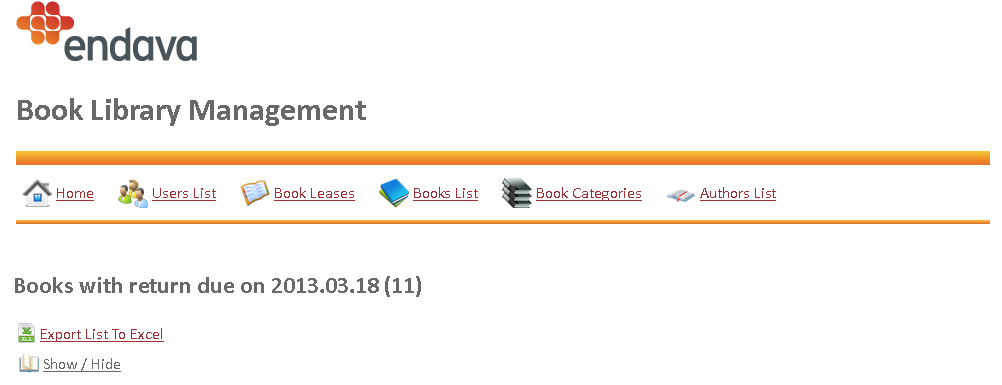 endava
Book Library Management
Home Users List Book Leases Books List Book Categories Authors List
Books with return due on 2013.03.18 (11)
XLS Export List To Excel
Show / Hide